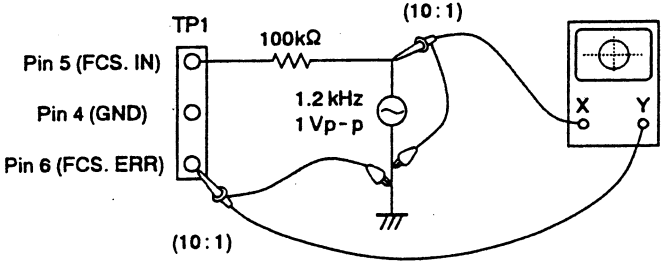 (10:1)
TP1
100kΩ
Pin 5 (FCS. IN)
1.2 kHz
1 Vp-p
Pin 4 (GND)
X
Y
Pin 6 (FCS. ERR)
(10:1)